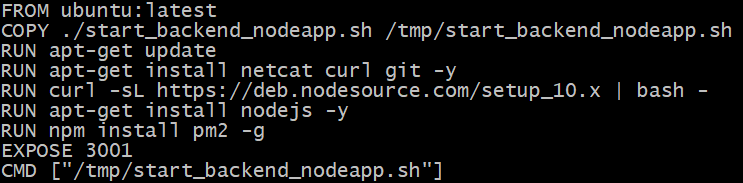 FROM ubuntu:latest
COPY ./start_backend_nodeapp.sh /tmp/start_backend_nodeapp.sh
RUN apt-get update
RUN apt-get install netcat curl git -y
RUN curl -sL https://deb.nodesource.com/setup_10.x | bash -
RUN apt-get install nodejs -y
RUN npm install pm2 -g
EXPOSE 3001
CMD ["/tmp/start_backend_nodeapp.sh"]